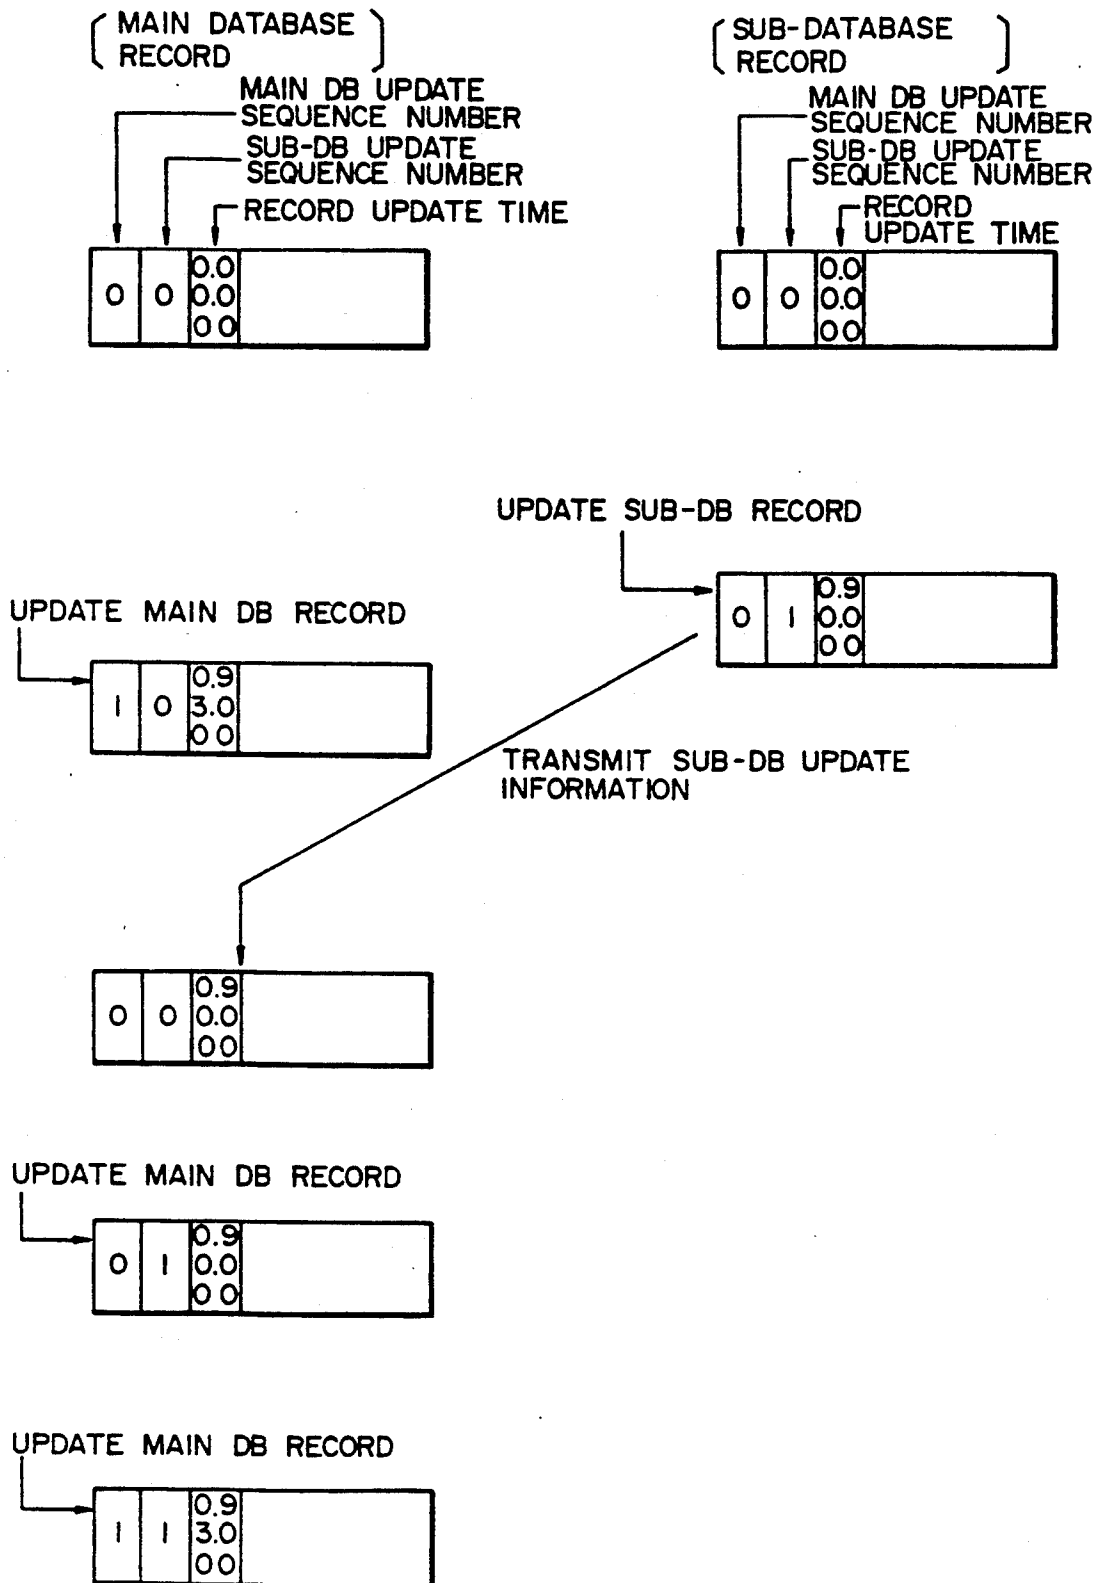 MAIN DATABASE
RECORD
MAIN DB UPDATE
SEQUENCE NUMBER
SUB-DB UPDATE
SEQUENCE NUMBER
RECORD UPDATE TIME
0 0 0.0
0.0
00
SUB-DATABASE
RECORD
MAIN DB UPDATE
SEQUENCE NUMBER
SUB-DB UPDATE
SEQUENCE NUMBER
RECORD
UPDATE TIME
0 0 0.0
0.0
00
UPDATE SUB-DB RECORD
0 1 0.9
0.0
00
UPDATE MAIN DB RECORD
1 0 0.9
3.0
00
TRANSMIT SUB-DB UPDATE
INFORMATION
0 0 0.9
0.0
00
UPDATE MAIN DB RECORD
0 1 0.9
0.0
00
UPDATE MAIN DB RECORD
1 1 0.9
3.0
00